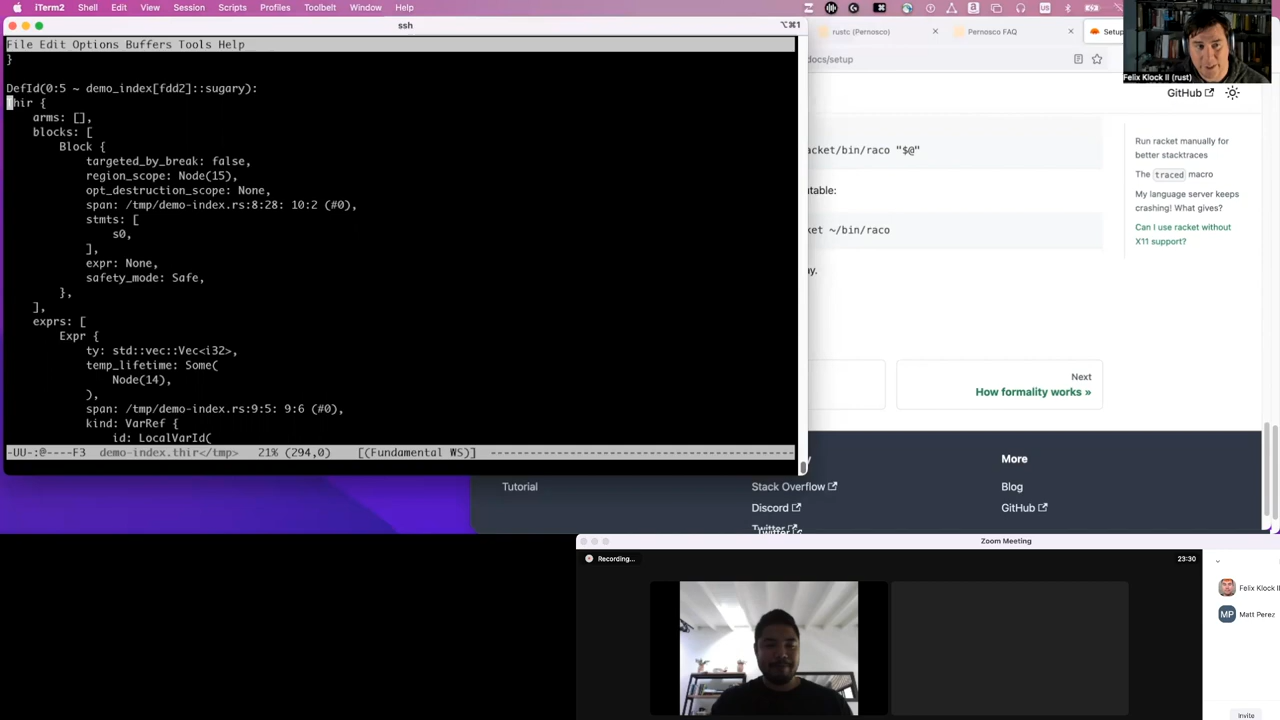 iTerm2 Shell Edit View Session Scripts Profiles Toolbelt Window Help
ssh
⌥⌘1
File Edit Options Buffers Tools Help
}
DefId(0:5 ~ demo_index[fdd2]::sugary):
Thir {
arms: [],
blocks: [
Block {
targeted_by_break: false,
region_scope: Node(15),
opt_destruction_scope: None,
span: /tmp/demo-index.rs:8:28: 10:2 (#0),
stmts: [
s0,
],
expr: None,
safety_mode: Safe,
},
],
exprs: [
Expr {
ty: std::vec::Vec<i32>,
temp_lifetime: Some(
Node(14),
),
span: /tmp/demo-index.rs:9:5: 9:6 (#0),
kind: VarRef {
id: LocalVarId(
-UU-:@----F3 demo-index.thir</tmp> 21% (294,0) [(Fundamental WS)] 
rustc (Pernosco)
Pernosco FAQ
Setup
docs/setup
Felix Klock II (rust)
GitHub
acket/bin/raco "$@"
utable:
ket ~/bin/raco
ay.
Run racket manually for
better stacktraces
The traced macro
My language server keeps
crashing! What gives?
Can I use racket without
X11 support?
Next
How formality works »
Tutorial
Stack Overflow
Discord
Twitter
More
Blog
GitHub
Zoom Meeting
Recording...
23:30
Felix Klock II
MP Matt Perez
Invite